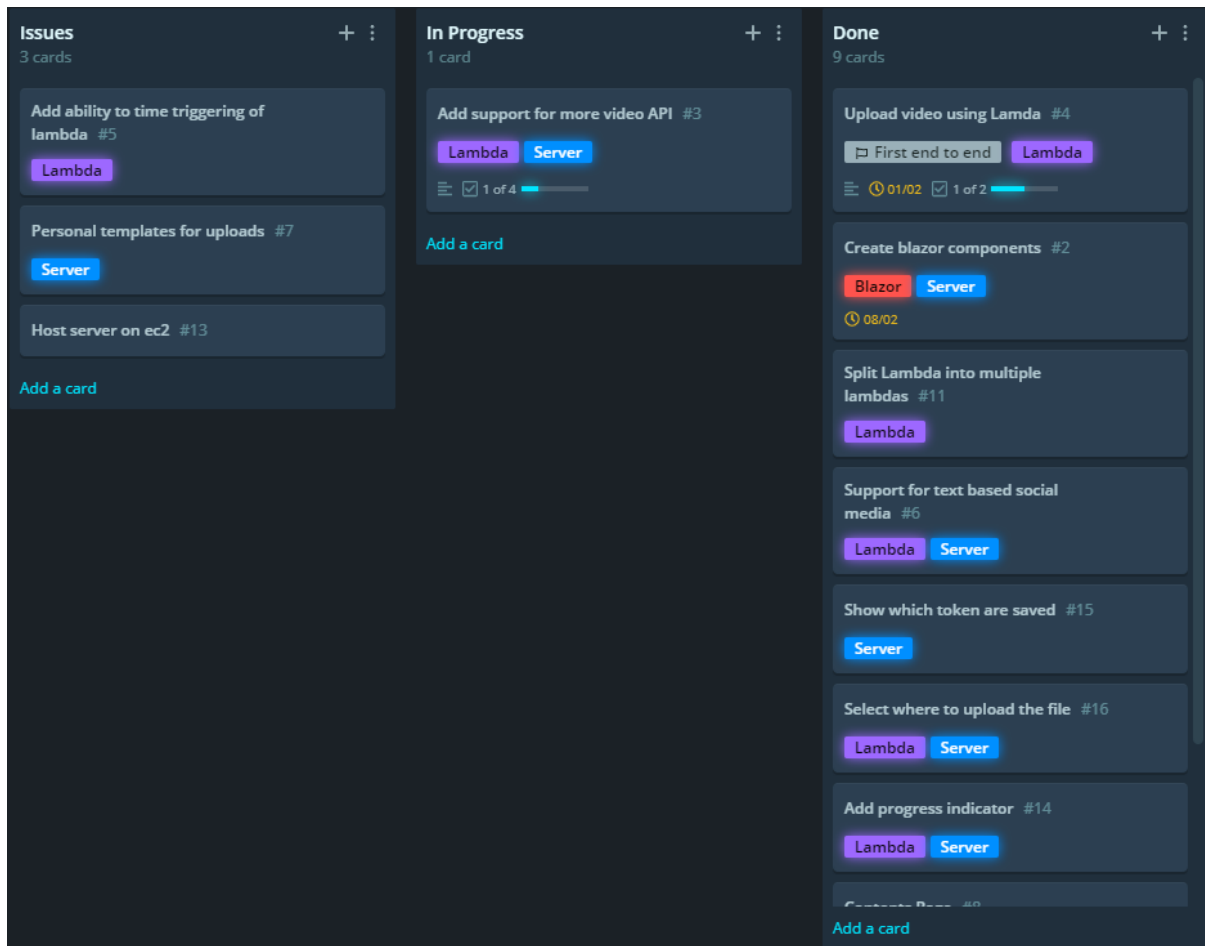 Issues
3 cards
Add ability to time triggering of
lambda #5
Lambda
Personal templates for uploads #7
Server
Host server on ec2 #13
Add a card
In Progress
1 card
Add support for more video API #3
Lambda Server
1 of 4
Add a card
Done
9 cards
Upload video using Lamda #4
First end to end Lambda
01/02 1 of 2
Create blazor components #2
Blazor Server
08/02
Split Lambda into multiple
lambdas #11
Lambda
Support for text based social
media #6
Lambda Server
Show which token are saved #15
Server
Select where to upload the file #16
Lambda Server
Add progress indicator #14
Lambda Server
Contents Page
Add a card